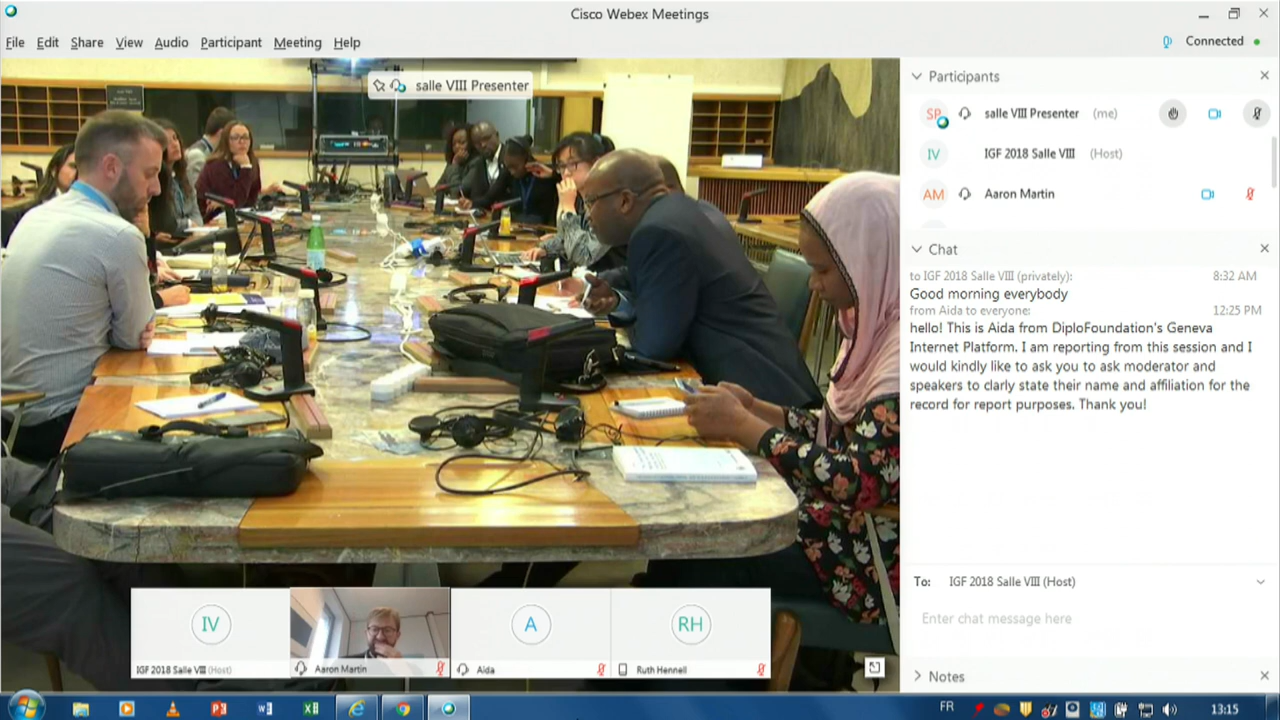 Cisco Webex Meetings
File Edit Share View Audio Participant Meeting Help
Connected
salle VIII Presenter
Participants
SP salle VIII Presenter (me)
IV IGF 2018 Salle VIII (Host)
AM Aaron Martin
Chat
to IGF 2018 Salle VIII (privately): 8:32 AM
Good morning everybody
from Aida to everyone: 12:25 PM
hello! This is Aida from DiploFoundation's Geneva
Internet Platform. I am reporting from this session and I
would kindly like to ask you to ask moderator and
speakers to clarly state their name and affiliation for the
record for report purposes. Thank you!
To: IGF 2018 Salle VIII (Host)
Enter chat message here
Notes
IV
IGF 2018 Salle VIII (Host)
Aaron Martin
A
Aida
RH
Ruth Hennell
FR 13:15